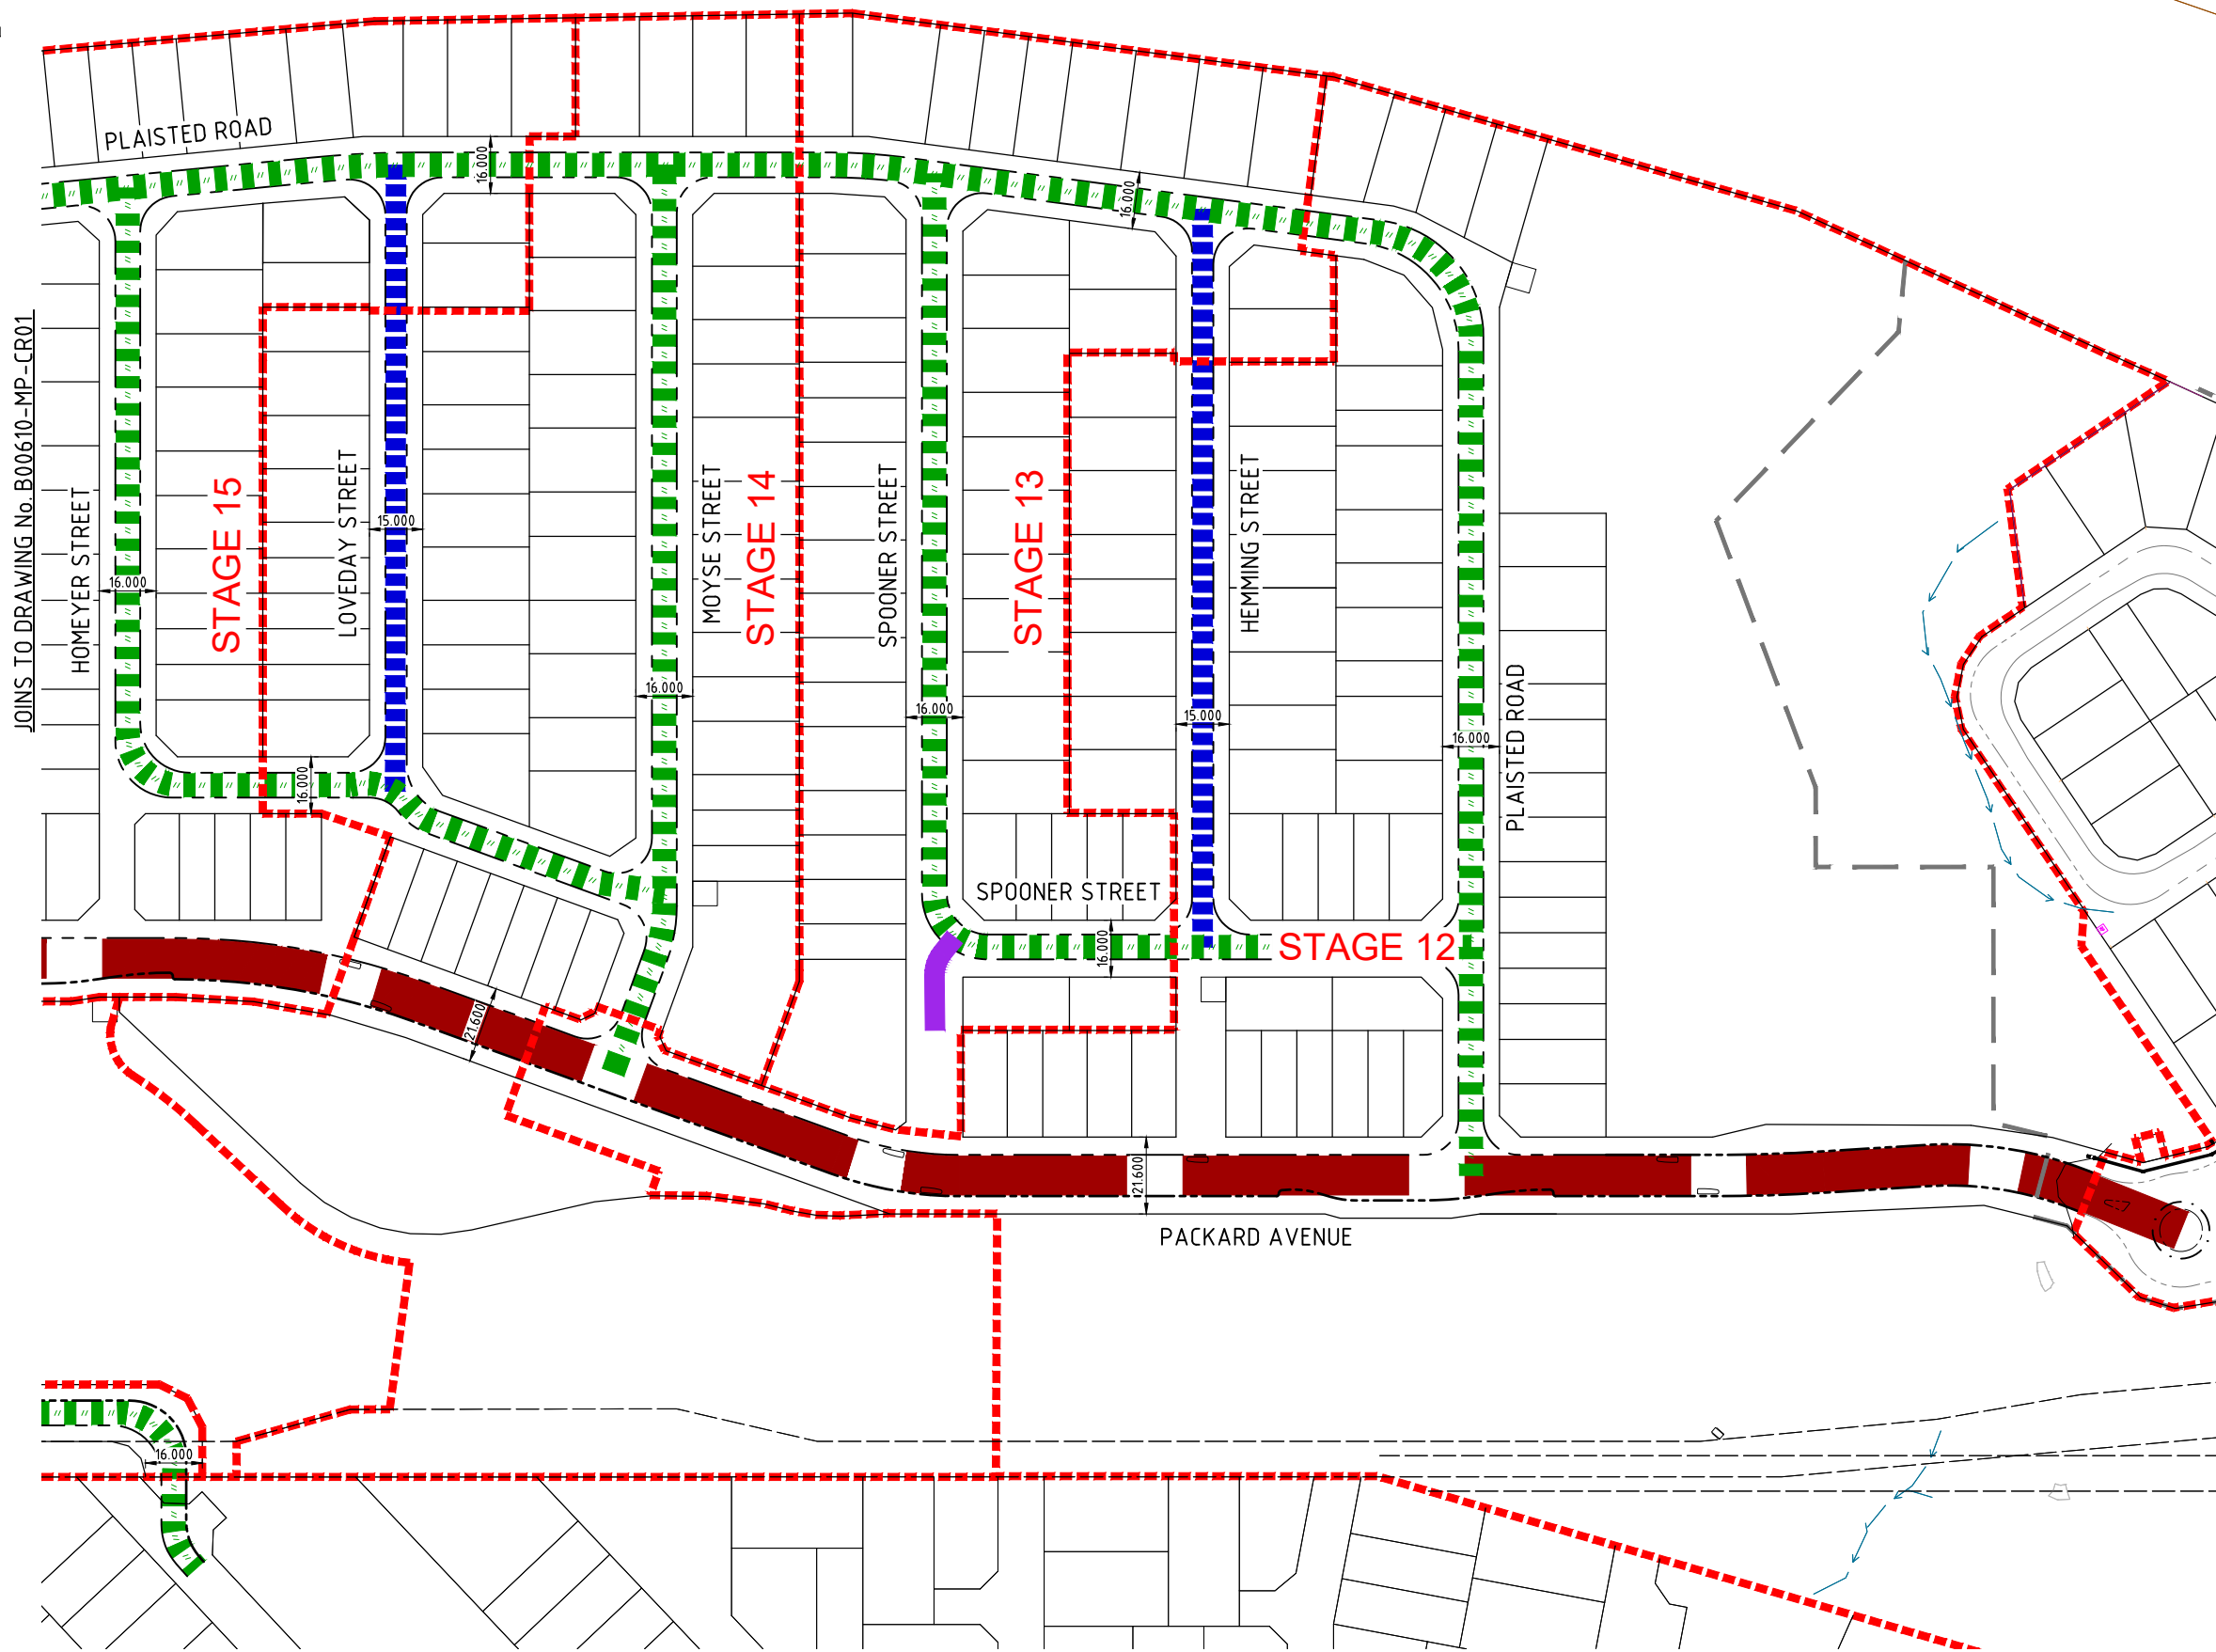 PLAISTED ROAD
16.000
16.000
JOINS TO DRAWING No. B00610-MP-CR01
HOMEYER STREET
16.000
STAGE 15
LOVEDAY STREET
15.000
MOYSE STREET
16.000
STAGE 14
SPOONER STREET
16.000
STAGE 13
HEMMING STREET
15.000
PLAISTED ROAD
16.000
16.000
SPOONER STREET
16.000
STAGE 12
21.600
21.600
PACKARD AVENUE
16.000